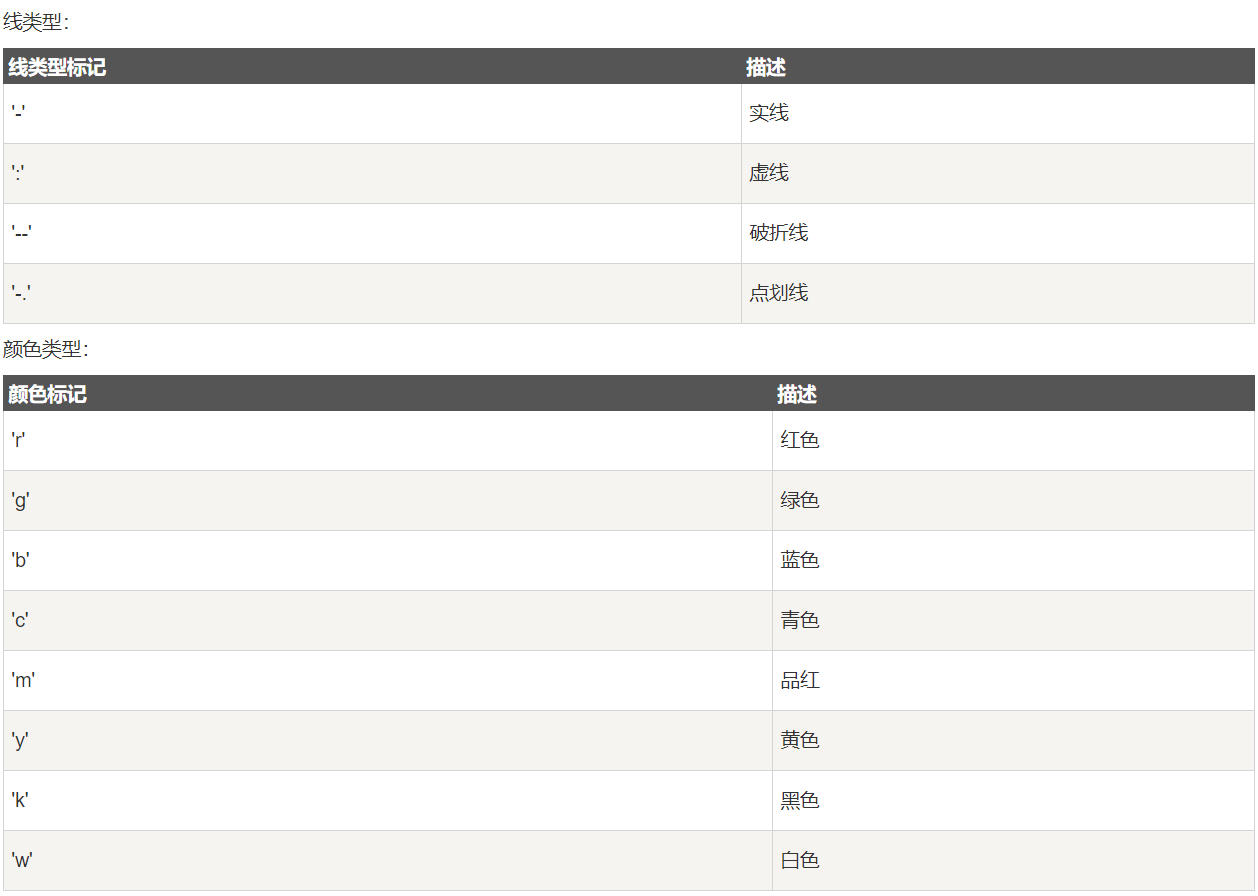 线类型：
线类型标记 描述
'-' 实线
':' 虚线
'--' 破折线
'-.' 点划线
颜色类型：
颜色标记 描述
'r' 红色
'g' 绿色
'b' 蓝色
'c' 青色
'm' 品红
'y' 黄色
'k' 黑色
'w' 白色